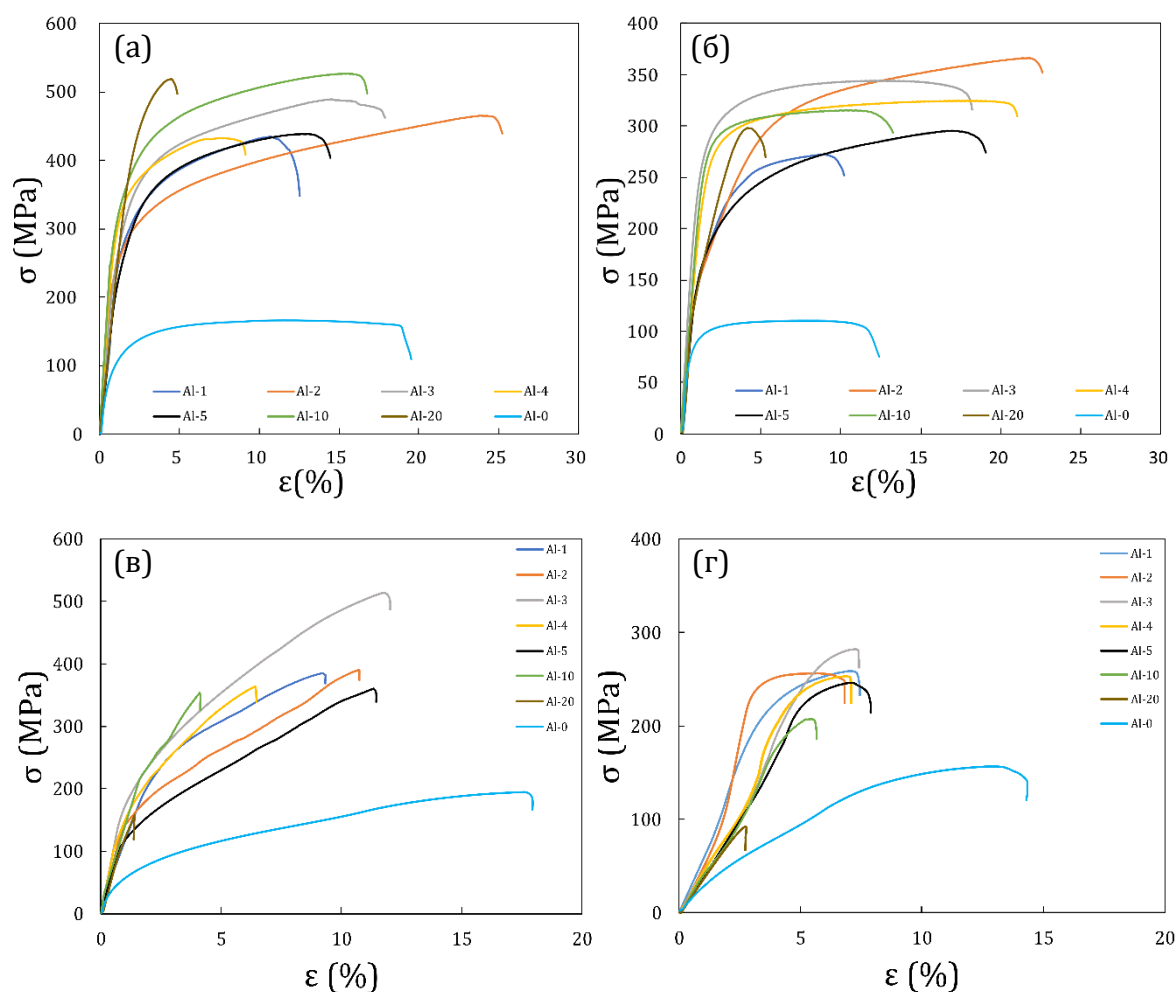 (а)
σ (MPa)
600
500
400
300
200
100
0
Al-1 Al-2 Al-3 Al-4
Al-5 Al-10 Al-20 Al-0
0 5 10 15 20 25 30
ε(%)
(б)
σ (MPa)
400
350
300
250
200
150
100
50
0
Al-1 Al-2 Al-3 Al-4
Al-5 Al-10 Al-20 Al-0
0 5 10 15 20 25 30
ε(%)
(в)
σ (MPa)
600
500
400
300
200
100
0
Al-1
Al-2
Al-3
Al-4
Al-5
Al-10
Al-20
Al-0
0 5 10 15 20
ε (%)
(г)
σ (MPa)
400
300
200
100
0
Al-1
Al-2
Al-3
Al-4
Al-5
Al-10
Al-20
Al-0
0 5 10 15 20
ε (%)